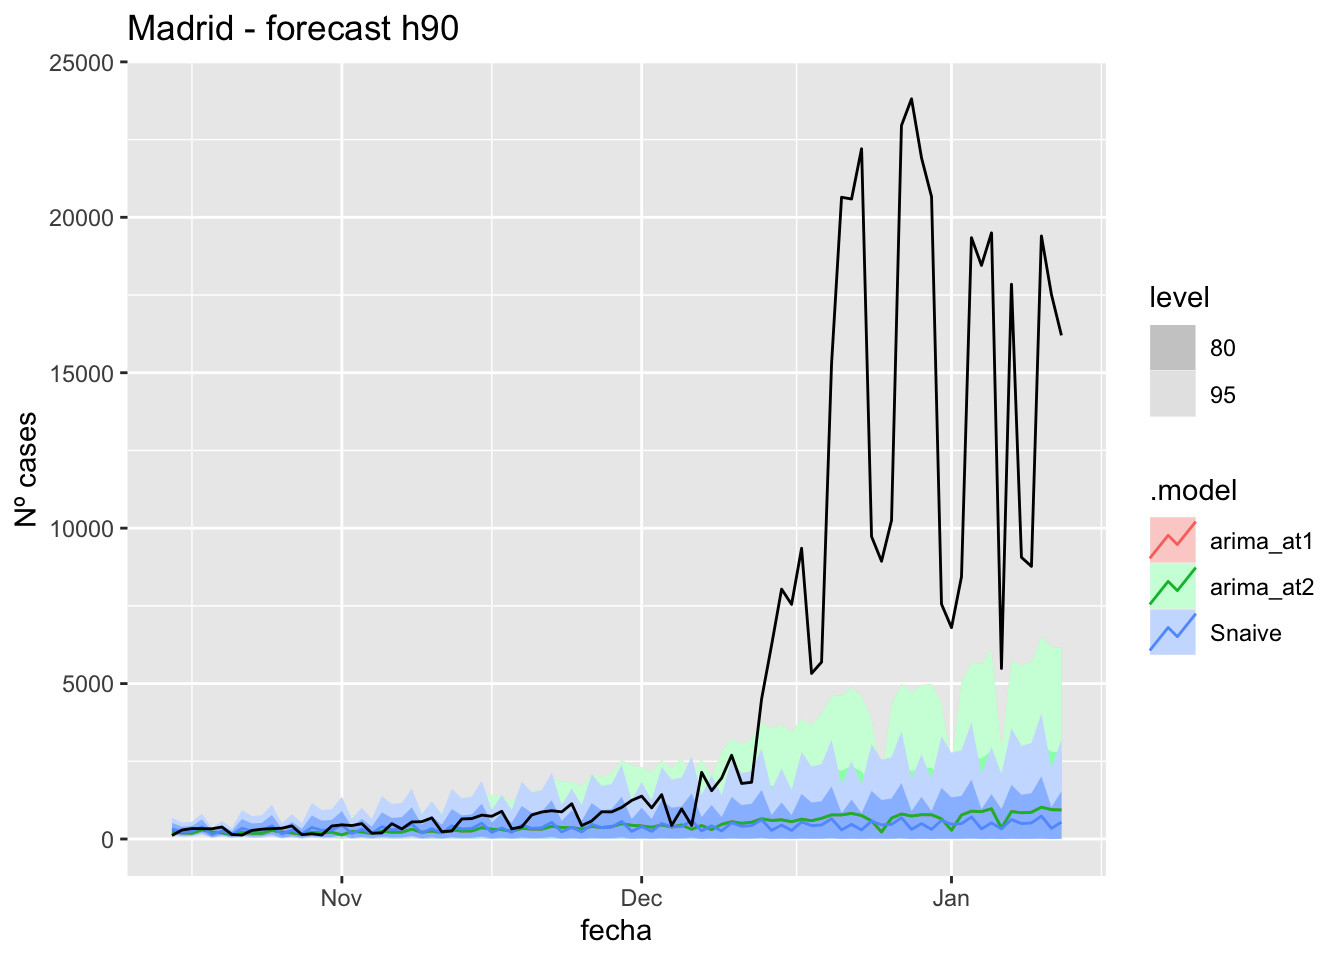 Madrid - forecast h90
25000
20000
15000
10000
5000
0
Nº cases
Nov
Dec
Jan
fecha
level
80
95
.model
arima_at1
arima_at2
Snaive